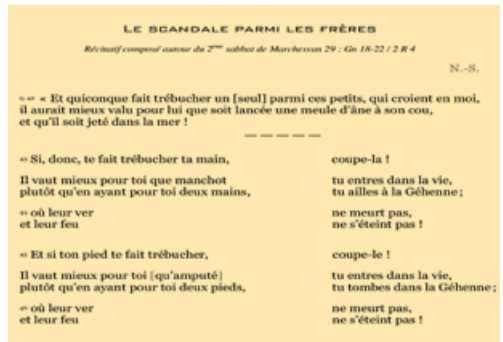 LE SCANDALE PARMI LES FRÈRES
Récitatif composé autour du 2ème sabbat de Marchesvan 29 : Gn 18-22 / 2 R 4
N.-S.
« Et quiconque fait trébucher un [seul] parmi ces petits, qui croient en moi,
il aurait mieux valu pour lui que soit lancée une meule d'âne à son cou,
et qu'il soit jeté dans la mer !
— — — — —
Si, donc, te fait trébucher ta main, coupe-la !
Il vaut mieux pour toi que manchot tu entres dans la vie,
plutôt qu'en ayant pour toi deux mains, tu ailles à la Géhenne ;
où leur ver ne meurt pas,
et leur feu ne s'éteint pas !
Et si ton pied te fait trébucher, coupe-le !
Il vaut mieux pour toi [qu'amputé] tu entres dans la vie,
plutôt qu'en ayant pour toi deux pieds, tu tombes dans la Géhenne ;
où leur ver ne meurt pas,
et leur feu ne s'éteint pas !